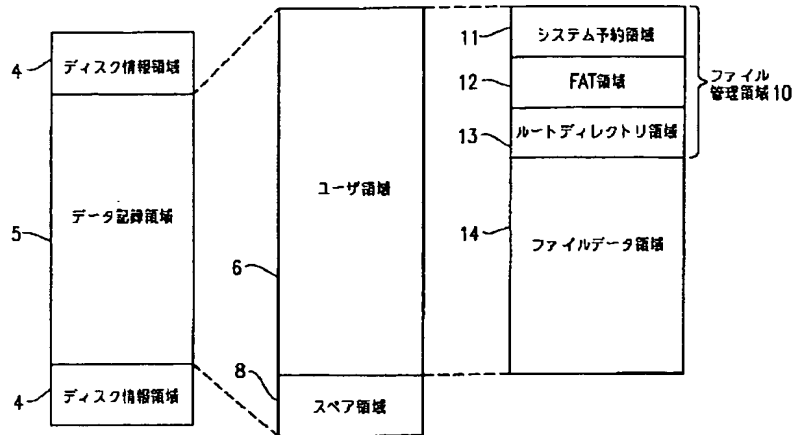 4
ディスク情報領域
5
データ記録領域
4
ディスク情報領域
6
ユーザ領域
8
スペア領域
11
システム予約領域
12
FAT領域
13
ルートディレクトリ領域
14
ファイルデータ領域
ファイル
管理領域10